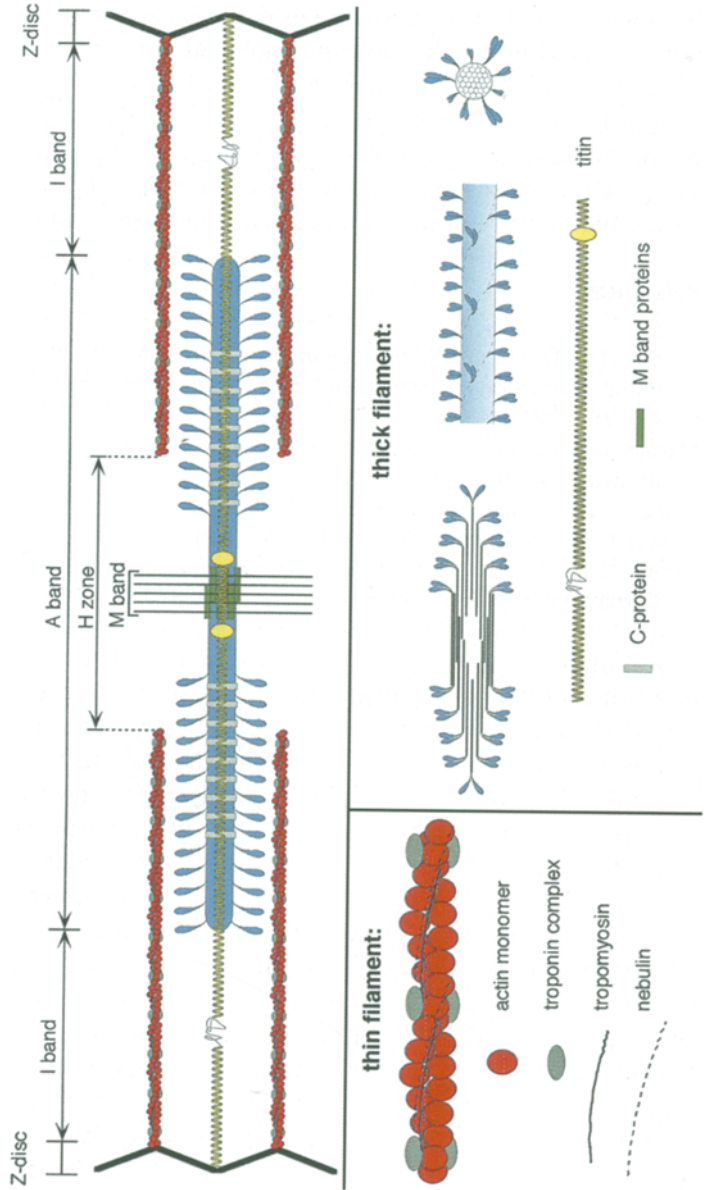 Z-disc
I band
A band
I band
Z-disc
H zone
M band
thin filament:
actin monomer
troponin complex
tropomyosin
nebulin
thick filament:
titin
C-protein
M band proteins